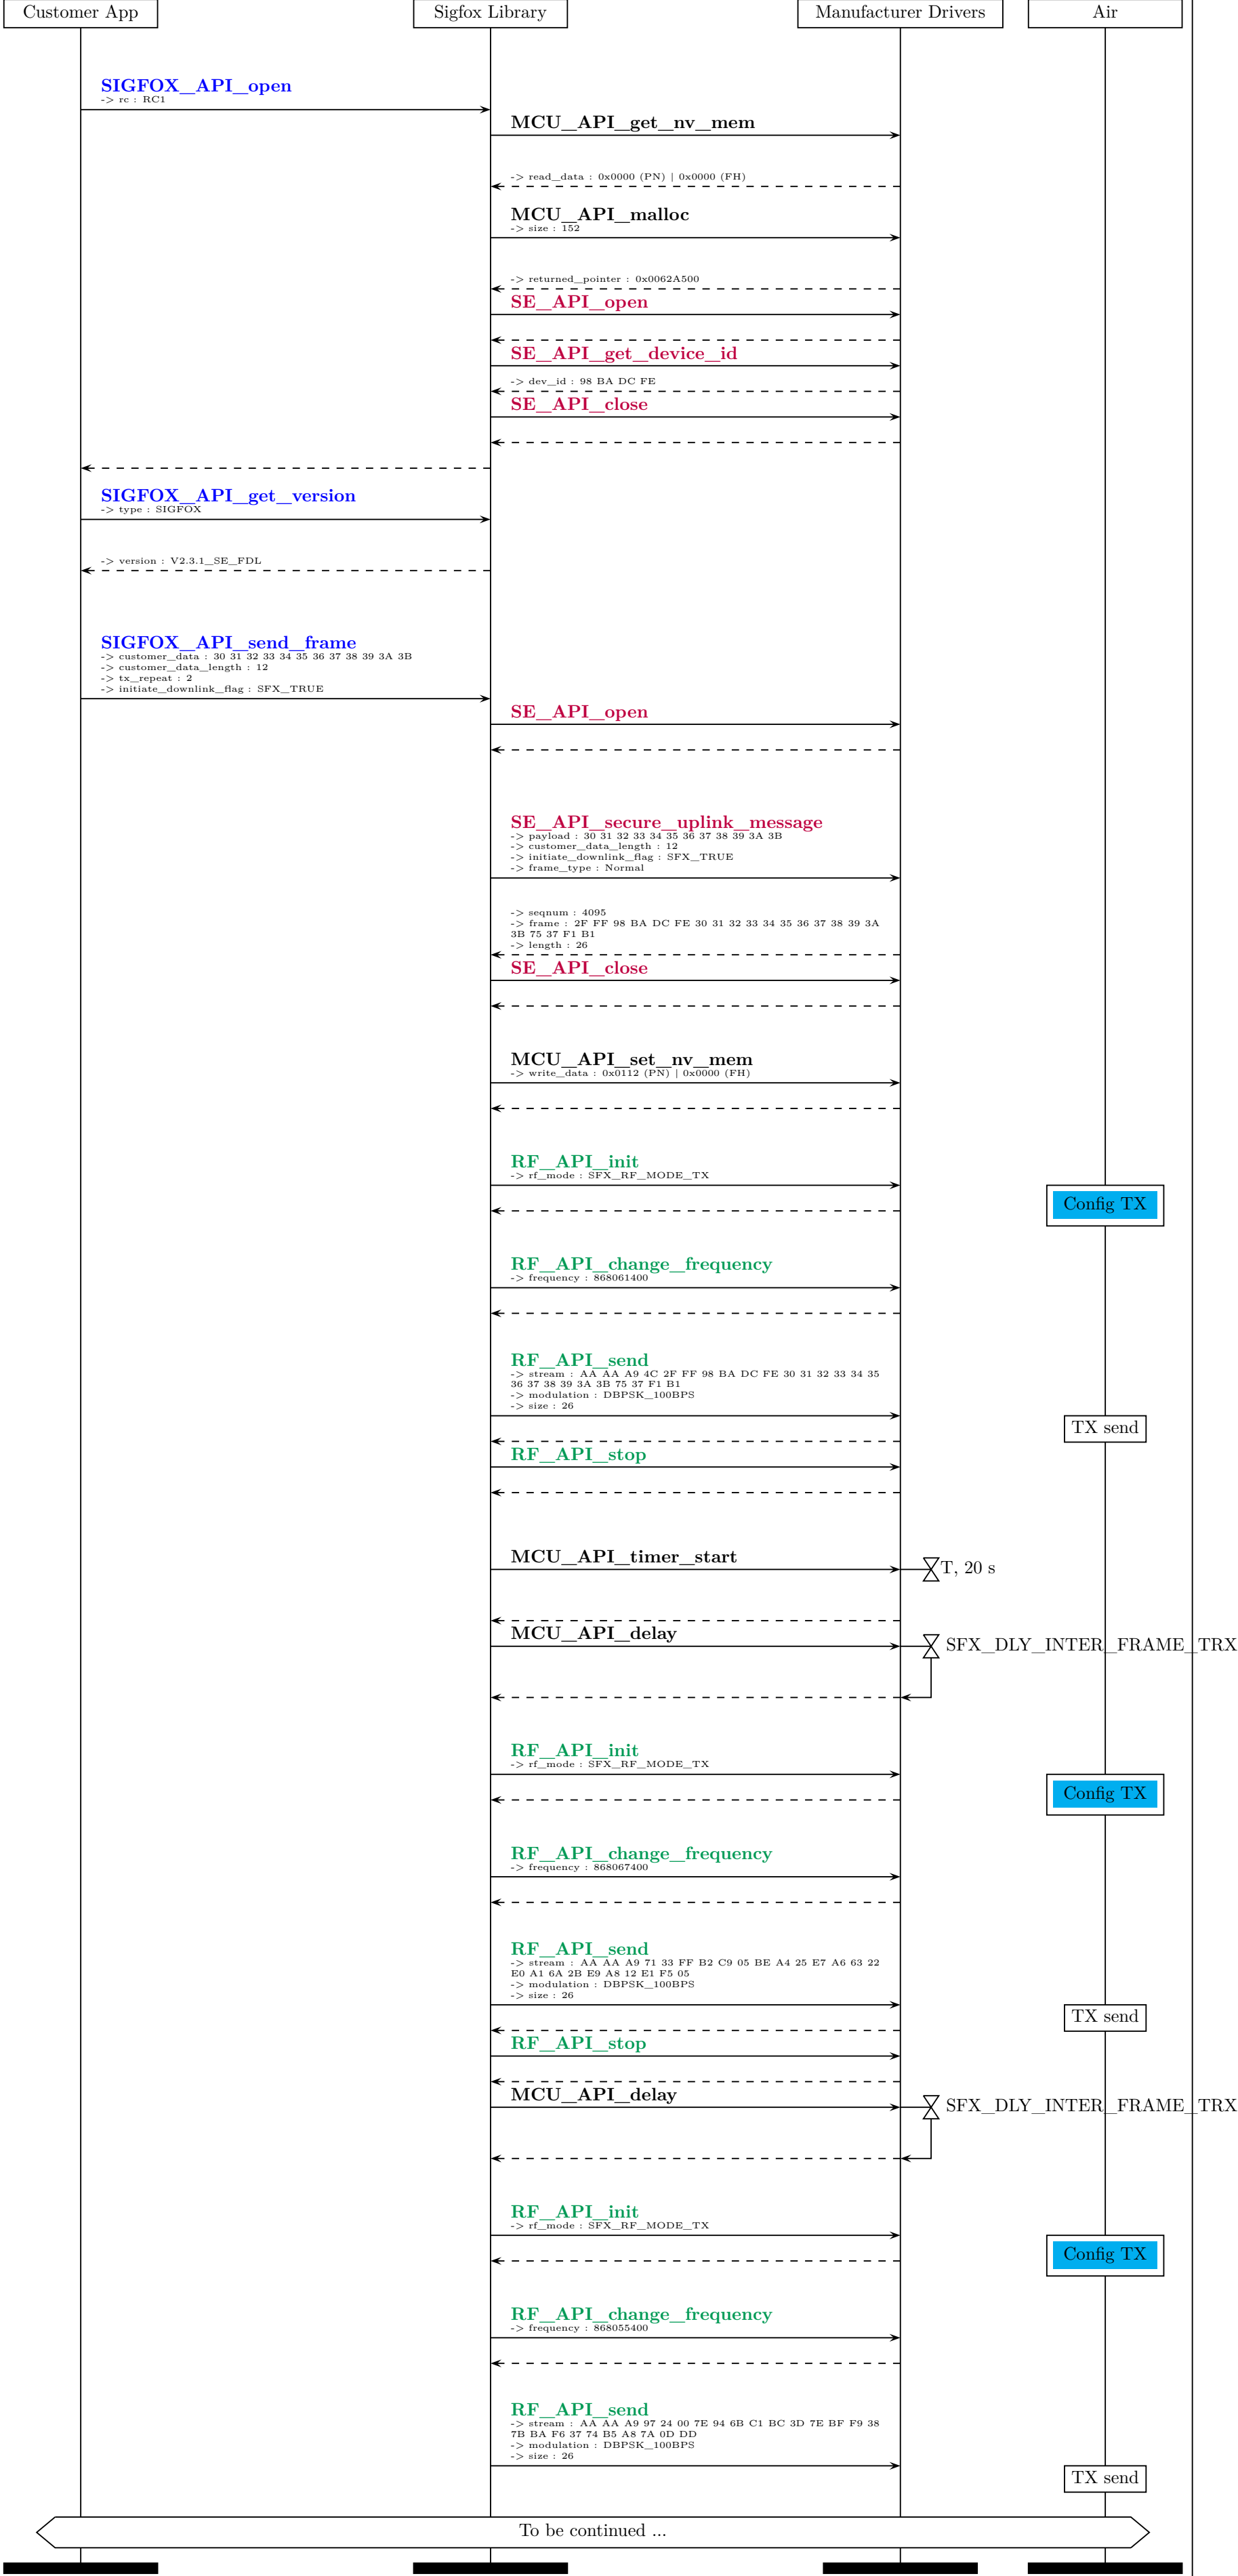 Customer App
Sigfox Library
Manufacturer Drivers
Air
SIGFOX_API_open
-> rc : RC1
MCU_API_get_nv_mem
-> read_data : 0x0000 (PN) | 0x0000 (FH)
MCU_API_malloc
-> size : 152
-> returned_pointer : 0x0062A500
SE_API_open
SE_API_get_device_id
-> dev_id : 98 BA DC FE
SE_API_close
SIGFOX_API_get_version
-> type : SIGFOX
-> version : V2.3.1_SE_FDL
SIGFOX_API_send_frame
-> customer_data : 30 31 32 33 34 35 36 37 38 39 3A 3B
-> customer_data_length : 12
-> tx_repeat : 2
-> initiate_downlink_flag : SFX_TRUE
SE_API_open
SE_API_secure_uplink_message
-> payload : 30 31 32 33 34 35 36 37 38 39 3A 3B
-> customer_data_length : 12
-> initiate_downlink_flag : SFX_TRUE
-> frame_type : Normal
-> seqnum : 4095
-> frame : 2F FF 98 BA DC FE 30 31 32 33 34 35 36 37 38 39 3A
3B 75 37 F1 B1
-> length : 26
SE_API_close
MCU_API_set_nv_mem
-> write_data : 0x0112 (PN) | 0x0000 (FH)
RF_API_init
-> rf_mode : SFX_RF_MODE_TX
Config TX
RF_API_change_frequency
-> frequency : 868061400
RF_API_send
-> stream : AA AA A9 4C 2F FF 98 BA DC FE 30 31 32 33 34 35
36 37 38 39 3A 3B 75 37 F1 B1
-> modulation : DBPSK_100BPS
-> size : 26
TX send
RF_API_stop
MCU_API_timer_start
T, 20 s
MCU_API_delay
SFX_DLY_INTER_FRAME_TRX
RF_API_init
-> rf_mode : SFX_RF_MODE_TX
Config TX
RF_API_change_frequency
-> frequency : 868067400
RF_API_send
-> stream : AA AA A9 71 33 FF B2 C9 05 BE A4 25 E7 A6 63 22
E0 A1 6A 2B E9 A8 12 E1 F5 05
-> modulation : DBPSK_100BPS
-> size : 26
TX send
RF_API_stop
MCU_API_delay
SFX_DLY_INTER_FRAME_TRX
RF_API_init
-> rf_mode : SFX_RF_MODE_TX
Config TX
RF_API_change_frequency
-> frequency : 868055400
RF_API_send
-> stream : AA AA A9 97 24 00 7E 94 6B C1 BC 3D 7E BF F9 38
7B BA F6 37 74 B5 A8 7A 0D DD
-> modulation : DBPSK_100BPS
-> size : 26
TX send
To be continued ...